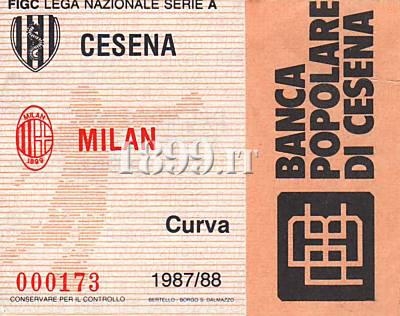 FIGC LEGA NAZIONALE SERIE A
CESENA
MILAN
1899
MILAN
1899.IT
Curva
000173
1987/88
CONSERVARE PER IL CONTROLLO
BERTELLO - BORGO S. DALMAZZO
BANCA
POPOLARE
DI CESENA